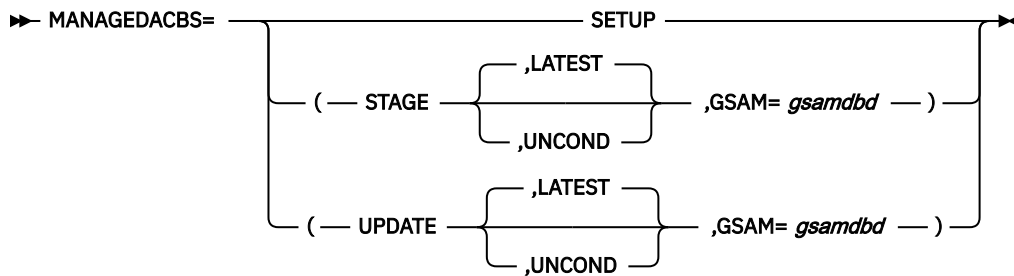 MANAGEDACBS= SETUP
,LATEST
( STAGE ,GSAM= gsamdbd )
,UNCOND
,LATEST
( UPDATE ,GSAM= gsamdbd )
,UNCOND